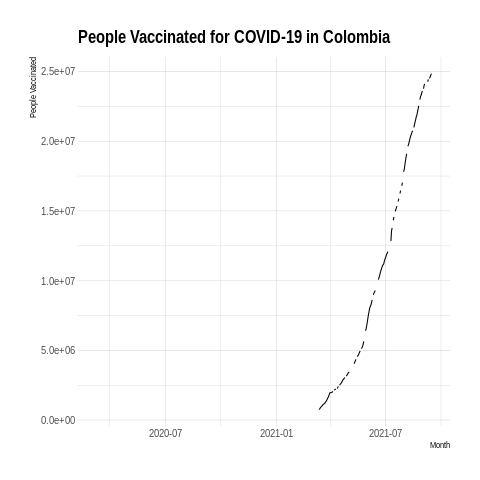 People Vaccinated for COVID-19 in Colombia
People Vaccinated
2.5e+07
2.0e+07
1.5e+07
1.0e+07
5.0e+06
0.0e+00
2020-07
2021-01
2021-07
Month